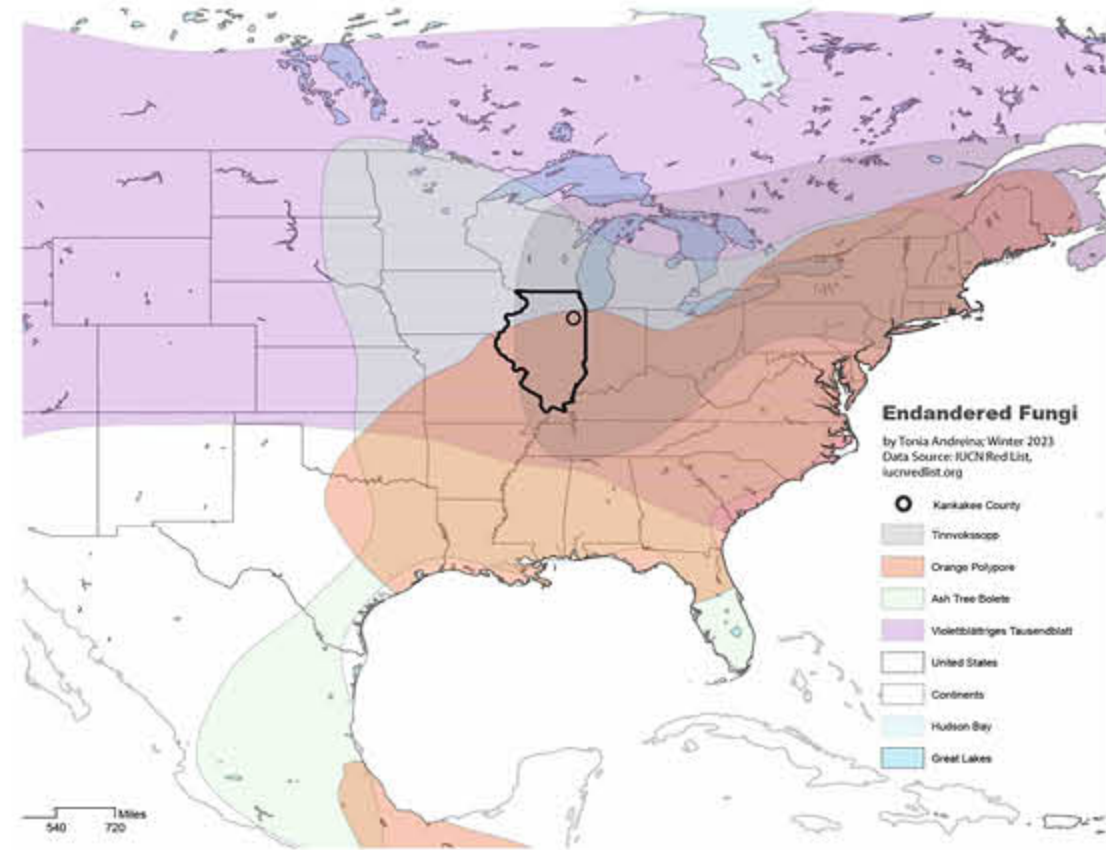 Endandered Fungi
by Tonia Andreina; Winter 2023
Data Source: IUCN Red List,
iucnredlist.org
Kankakee County
Tinnvokssopp
Orange Polypore
Ash Tree Bolete
Violettblättriges Tausendblatt
United States
Continents
Hudson Bay
Great Lakes
Miles
540 720